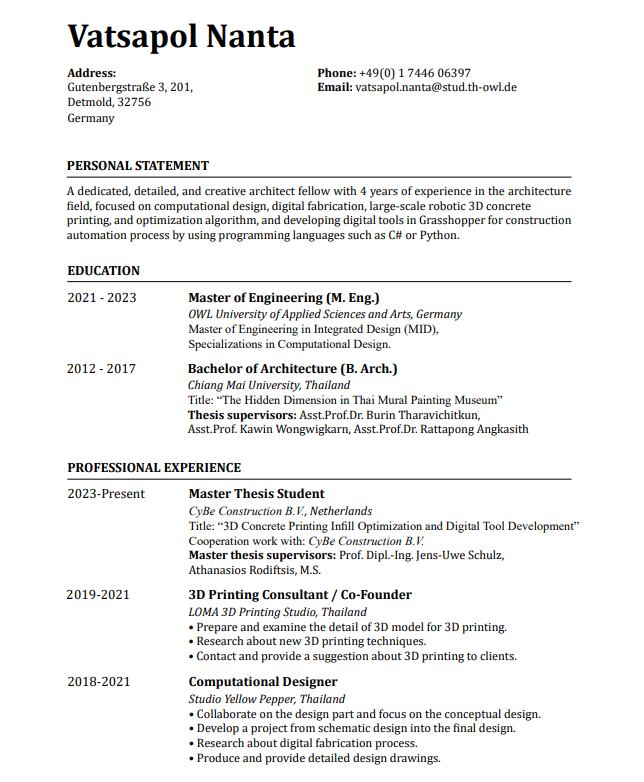 Vatsapol Nanta
Address:
Gutenbergstraße 3, 201,
Detmold, 32756
Germany
Phone: +49(0) 1 7446 06397
Email: vatsapol.nanta@stud.th-owl.de
PERSONAL STATEMENT
A dedicated, detailed, and creative architect fellow with 4 years of experience in the architecture
field, focused on computational design, digital fabrication, large-scale robotic 3D concrete
printing, and optimization algorithm, and developing digital tools in Grasshopper for construction
automation process by using programming languages such as C# or Python.
EDUCATION
2021 - 2023
Master of Engineering (M. Eng.)
OWL University of Applied Sciences and Arts, Germany
Master of Engineering in Integrated Design (MID),
Specializations in Computational Design.
2012 - 2017
Bachelor of Architecture (B. Arch.)
Chiang Mai University, Thailand
Title: “The Hidden Dimension in Thai Mural Painting Museum”
Thesis supervisors: Asst.Prof.Dr. Burin Tharavichitkun,
Asst.Prof. Kawin Wongwigkarn, Asst.Prof.Dr. Rattapong Angkasith
PROFESSIONAL EXPERIENCE
2023-Present
Master Thesis Student
CyBe Construction B.V., Netherlands
Title: “3D Concrete Printing Infill Optimization and Digital Tool Development”
Cooperation work with: CyBe Construction B.V.
Master thesis supervisors: Prof. Dipl.-Ing. Jens-Uwe Schulz,
Athanasios Rodiftsis, M.S.
2019-2021
3D Printing Consultant / Co-Founder
LOMA 3D Printing Studio, Thailand
• Prepare and examine the detail of 3D model for 3D printing.
• Research about new 3D printing techniques.
• Contact and provide a suggestion about 3D printing to clients.
2018-2021
Computational Designer
Studio Yellow Pepper, Thailand
• Collaborate on the design part and focus on the conceptual design.
• Develop a project from schematic design into the final design.
• Research about digital fabrication process.
• Produce and provide detailed design drawings.